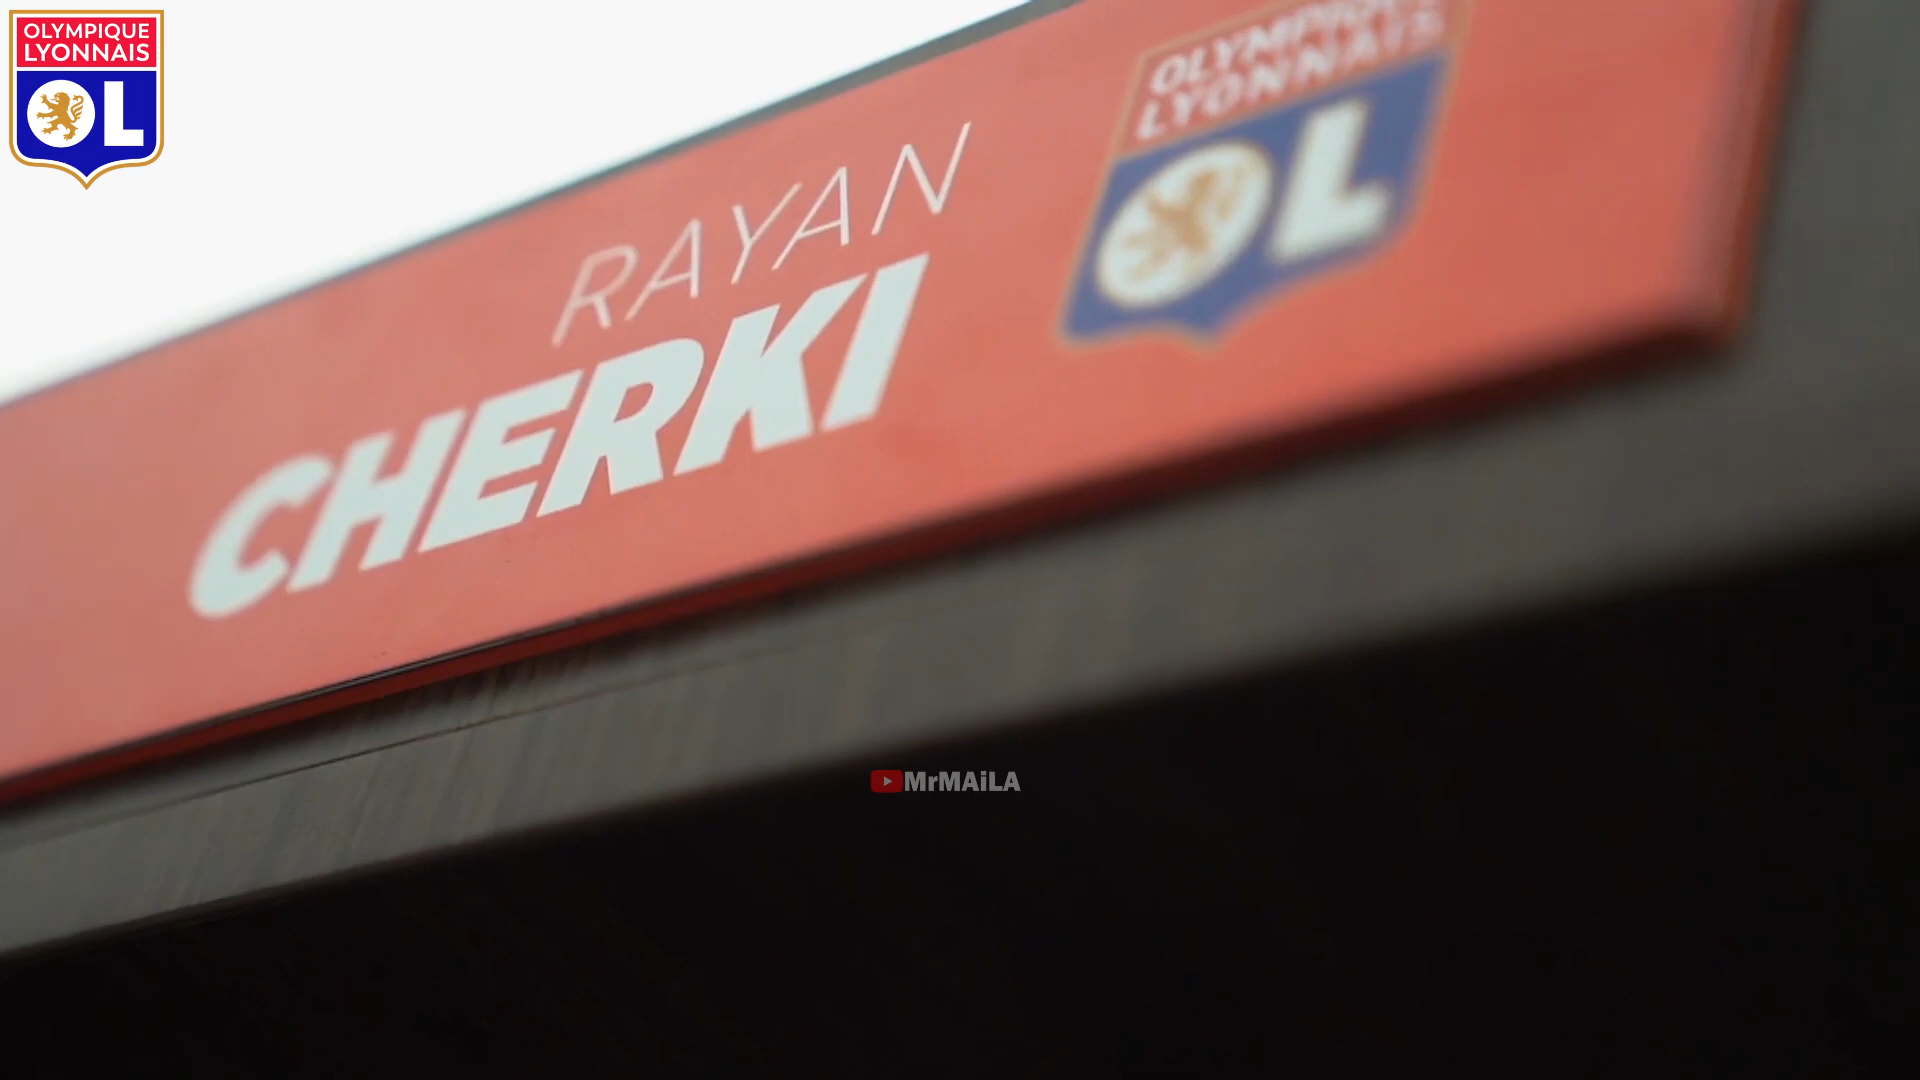 OLYMPIQUE
LYONNAIS
OL
RAYAN
CHERKI
OLYMPIQUE
LYONNAIS
OL
MrMAiLA